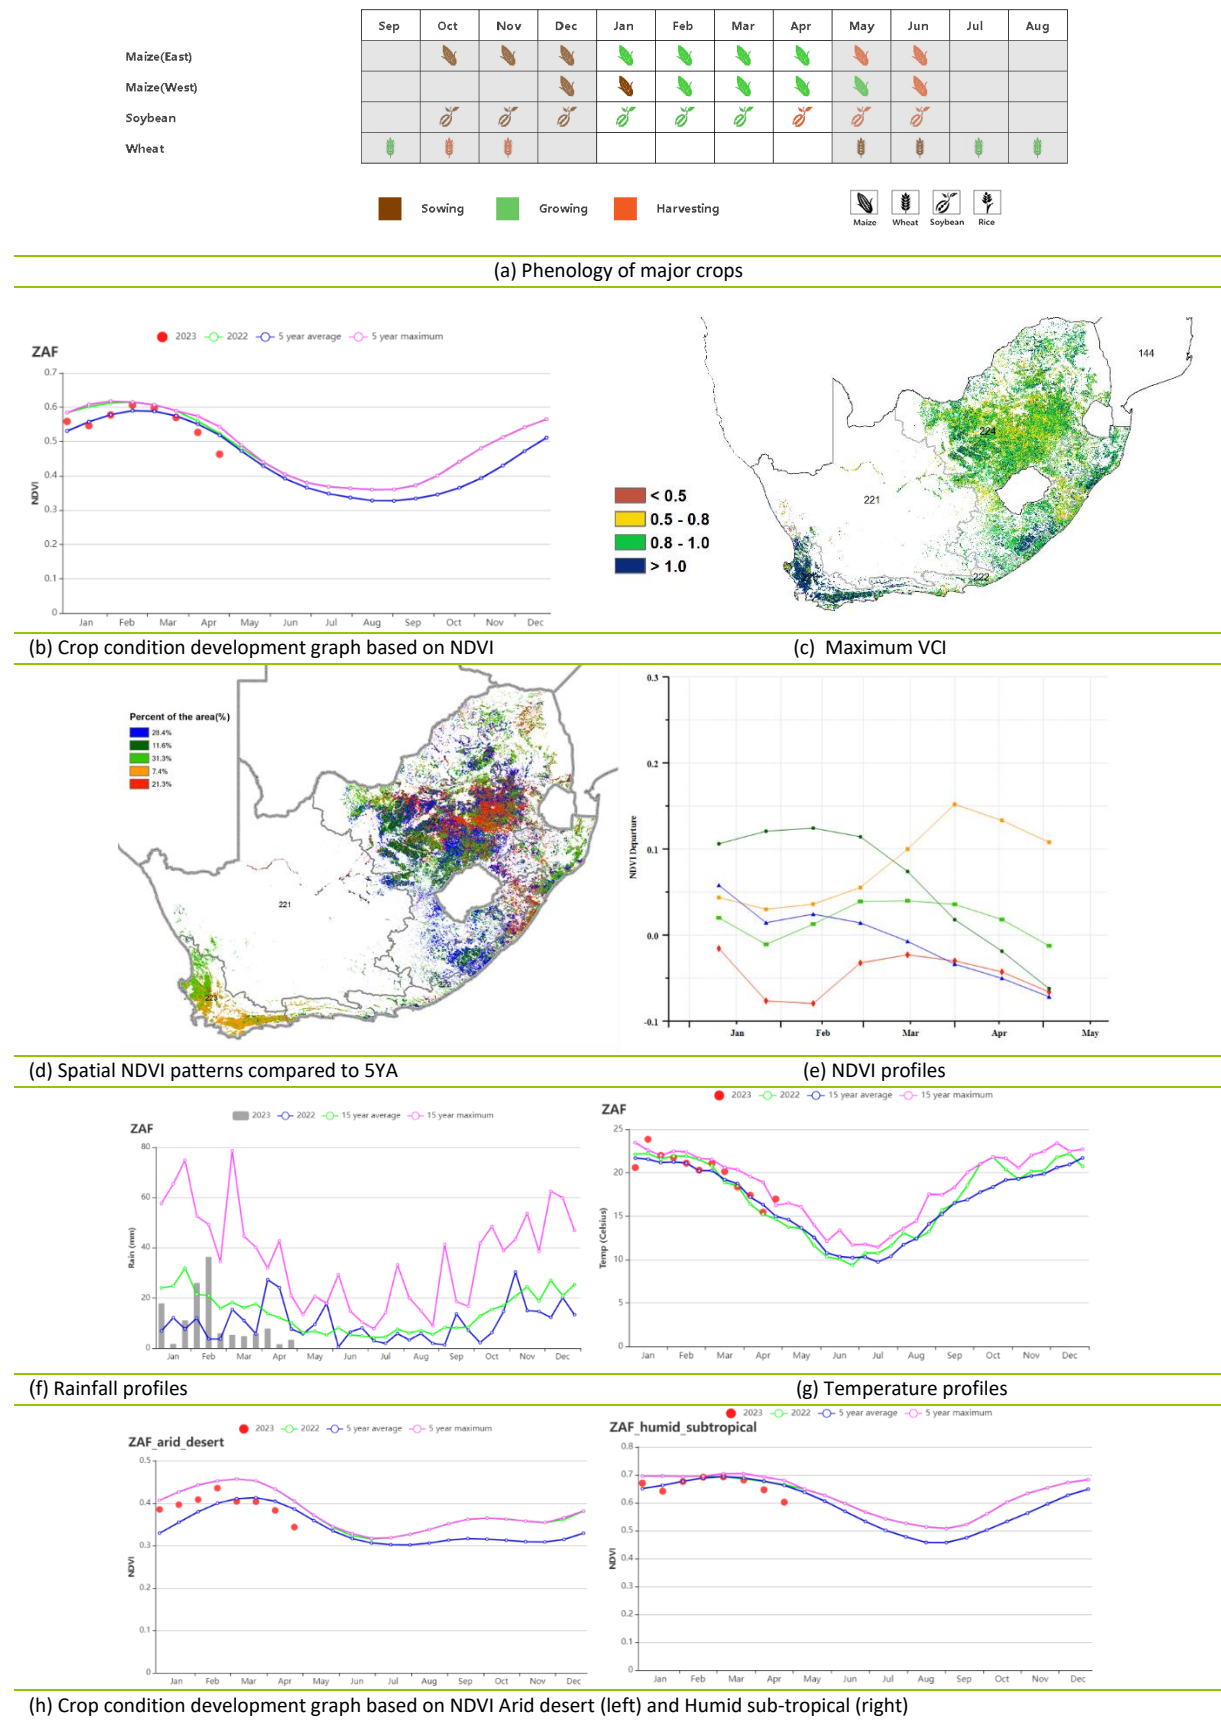 Sep Oct Nov Dec Jan Feb Mar Apr May Jun Jul Aug
Maize(East)
Maize(West)
Soybean
Wheat
Sowing Growing Harvesting
Maize Wheat Soybean Rice
(a) Phenology of major crops
2023 2022 5 year average 5 year maximum
ZAF
0.7
0.6
0.5
0.4
0.3
0.2
0.1
0
NDVI
Jan Feb Mar Apr May Jun Jul Aug Sep Oct Nov Dec
144
224
221
222
< 0.5
0.5 - 0.8
0.8 - 1.0
> 1.0
(b) Crop condition development graph based on NDVI
(c) Maximum VCI
Percent of the area(%)
28.4%
11.6%
31.3%
7.4%
21.3%
221
223
0.3
0.2
0.1
0.0
-0.1
NDVI Departure
Jan Feb Mar Apr May
(d) Spatial NDVI patterns compared to 5YA
(e) NDVI profiles
2023 2022 15 year average 15 year maximum
ZAF
80
60
40
20
0
Rain (mm)
Jan Feb Mar Apr May Jun Jul Aug Sep Oct Nov Dec
2023 2022 15 year average 15 year maximum
ZAF
25
20
15
10
5
0
Temp (Celsius)
Jan Feb Mar Apr May Jun Jul Aug Sep Oct Nov Dec
(f) Rainfall profiles
(g) Temperature profiles
2023 2022 5 year average 5 year maximum
ZAF_arid_desert
0.5
0.4
0.3
0.2
0.1
0
NDVI
Jan Feb Mar Apr May Jun Jul Aug Sep Oct Nov Dec
2023 2022 5 year average 5 year maximum
ZAF_humid_subtropical
0.8
0.7
0.6
0.5
0.4
0.3
0.2
0.1
0
NDVI
Jan Feb Mar Apr May Jun Jul Aug Sep Oct Nov Dec
(h) Crop condition development graph based on NDVI Arid desert (left) and Humid sub-tropical (right)